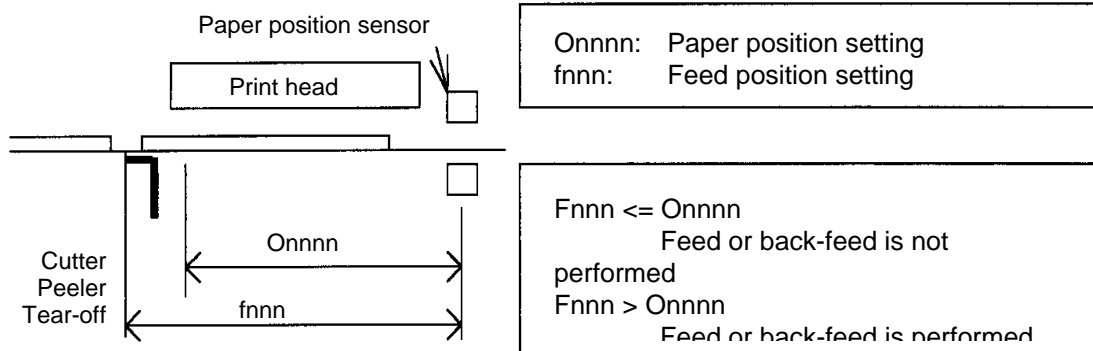 Paper position sensor
Print head
Onnnn
Cutter
Peeler
Tear-off
fnnn
Onnnn: Paper position setting
fnnn: Feed position setting
Fnnn <= Onnnn
Feed or back-feed is not
performed
Fnnn > Onnnn
Feed or back-feed is performed